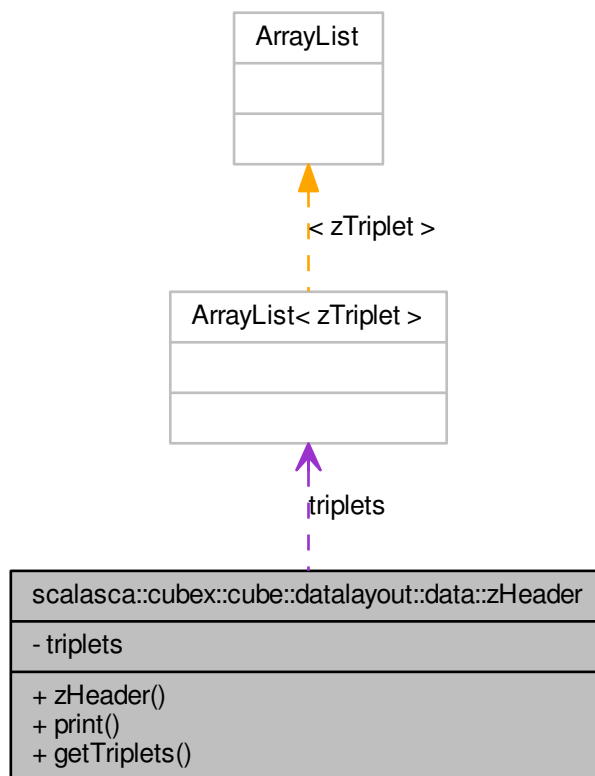 ArrayList
< zTriplet >
ArrayList< zTriplet >
triplets
scalasca::cubex::cube::datalayout::data::zHeader
- triplets
+ zHeader()
+ print()
+ getTriplets()